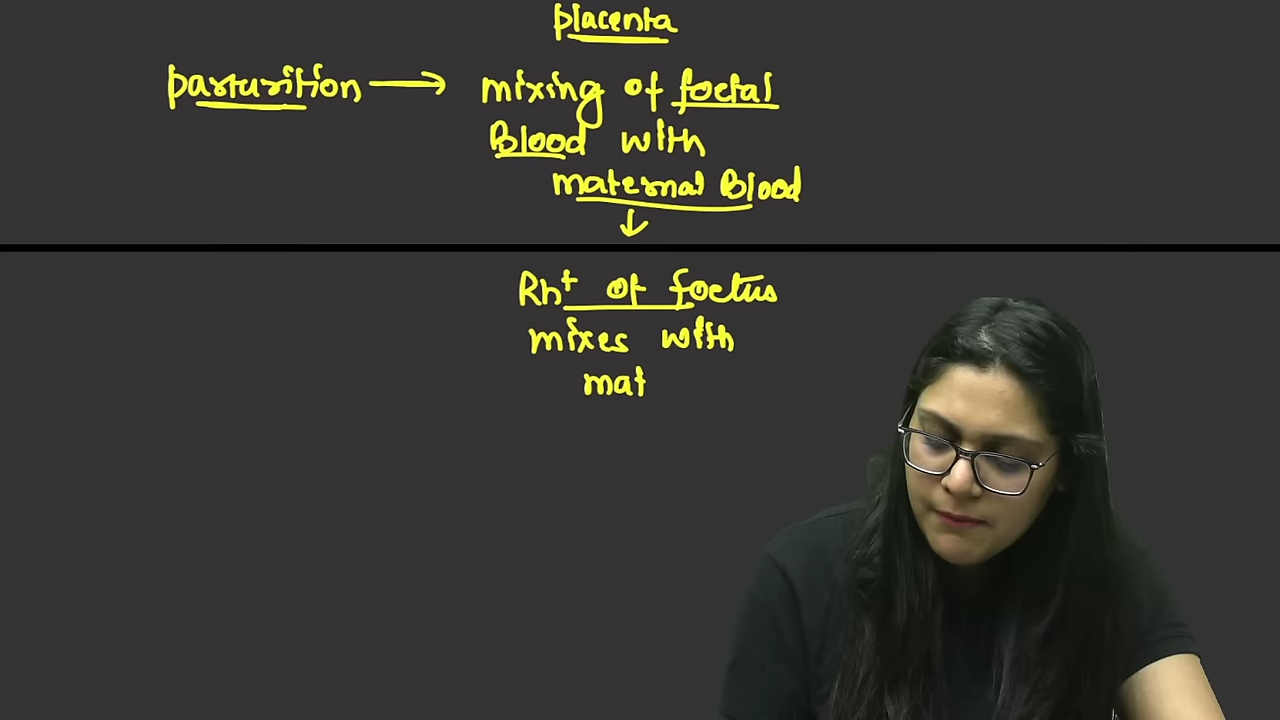 placenta
parturition → mixing of foetal
Blood with
maternal Blood
↓
Rh+ of foetus
mixes with
mat